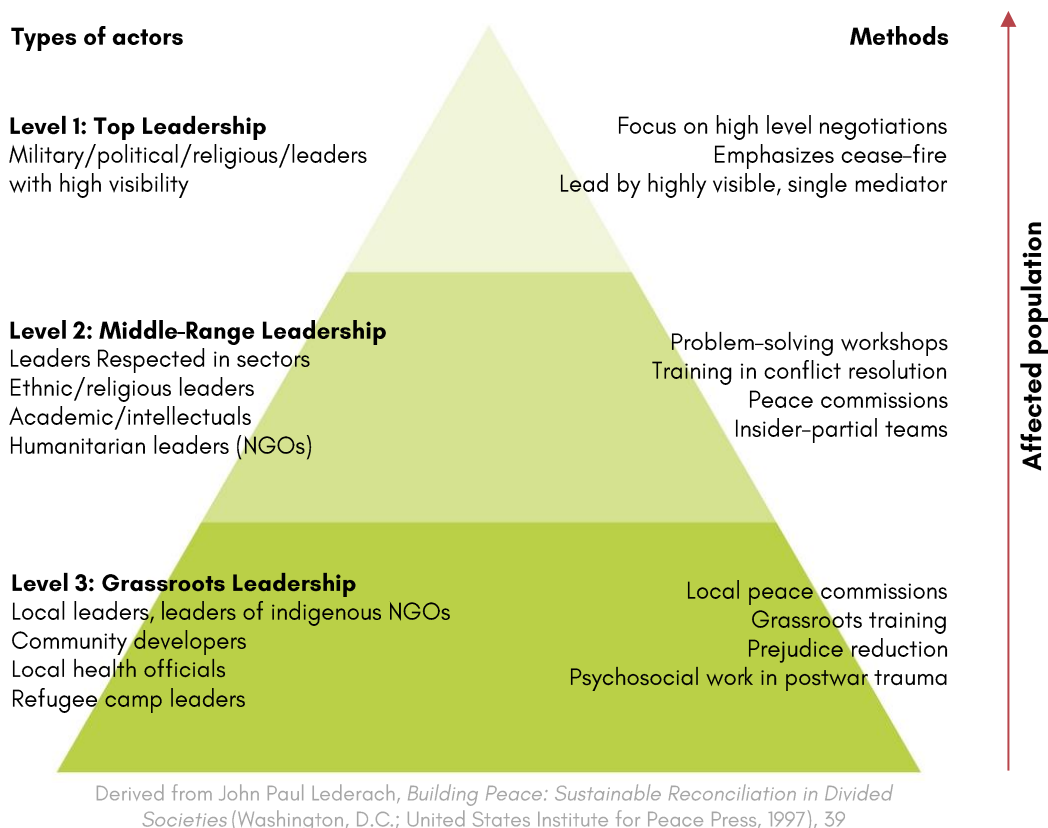 Types of actors
Methods
Level 1: Top Leadership
Military/political/religious/leaders
with high visibility
Focus on high level negotiations
Emphasizes cease-fire
Lead by highly visible, single mediator
Level 2: Middle-Range Leadership
Leaders Respected in sectors
Ethnic/religious leaders
Academic/intellectuals
Humanitarian leaders (NGOs)
Problem-solving workshops
Training in conflict resolution
Peace commissions
Insider-partial teams
Level 3: Grassroots Leadership
Local leaders, leaders of indigenous NGOs
Community developers
Local health officials
Refugee camp leaders
Local peace commissions
Grassroots training
Prejudice reduction
Psychosocial work in postwar trauma
Affected population
Derived from John Paul Lederach, Building Peace: Sustainable Reconciliation in Divided
Societies (Washington, D.C.; United States Institute for Peace Press, 1997), 39